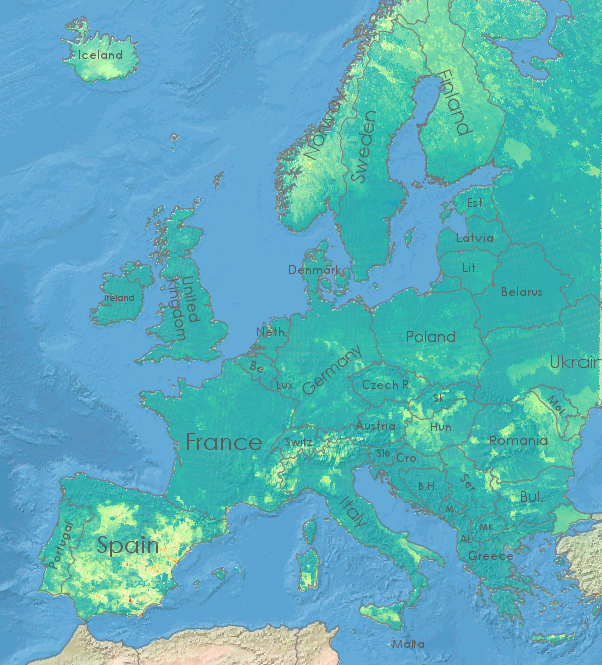 Iceland
Norway
Sweden
Finland
Est.
Latvia
Lit.
Denmark
Ireland
United
Kingdom
Belarus
Neth.
Poland
Be.
Lux.
Germany
Ukrain
Czech R.
Sk.
Mol.
France
Switz.
Austria
Hun.
Romania
Slo.
Cro.
B.H.
Ser.
Bul.
Italy
M.
MK.
Al.
Portugal
Spain
Greece
Malta